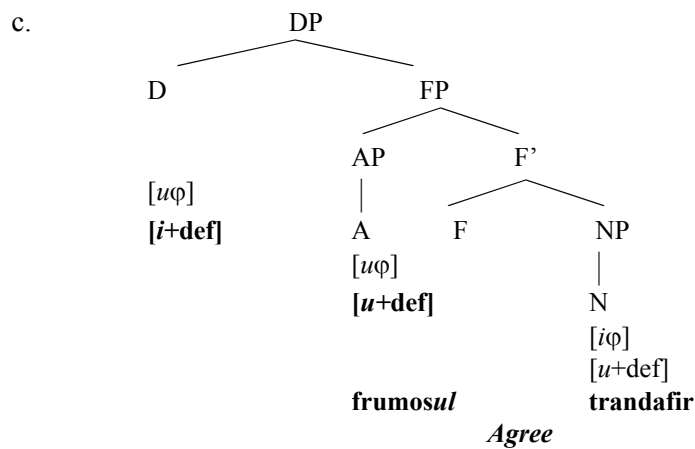 c. DP
D FP
AP F’
[uφ]
[i+def] A F NP
[uφ]
[u+def] N
[iφ]
[u+def]
frumosul trandafir
Agree